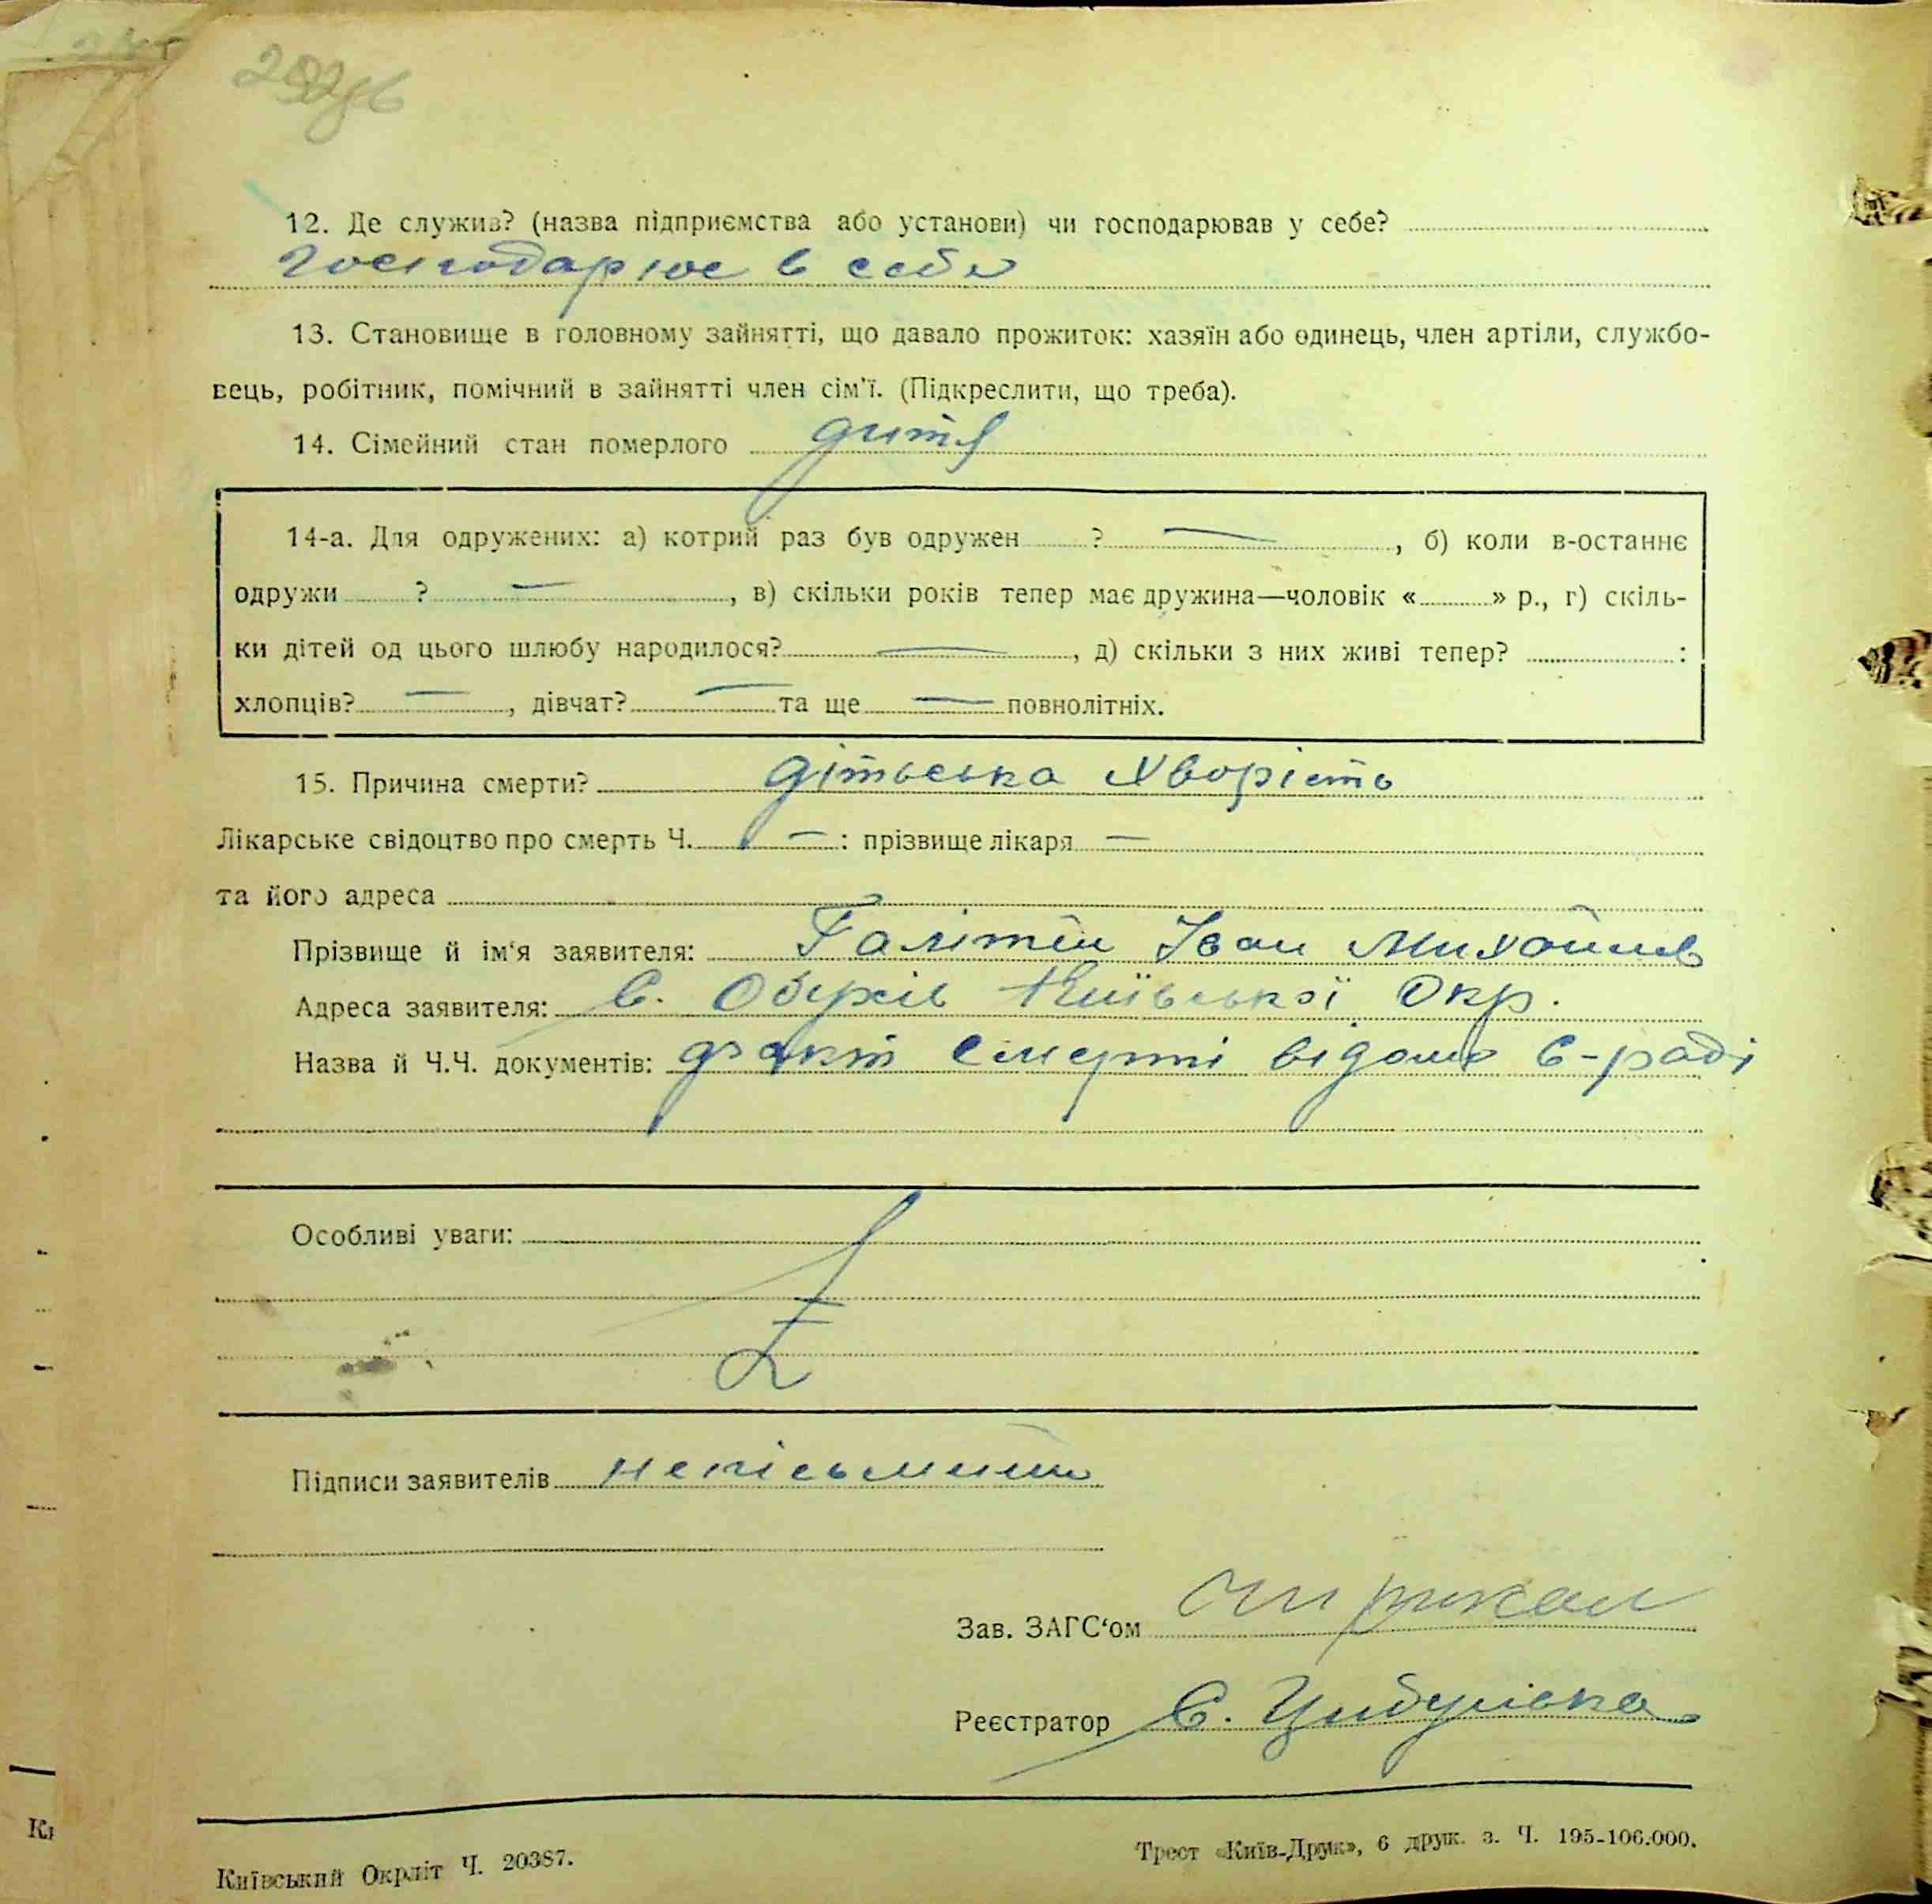 12. Де служив? (назва підприємства або установи) чи господарював у себе?
Господарює в себе
13. Становище в головному зайнятті, що давало прожиток: хазяїн або одинець, член артіли, службо-
вець, робітник, помічний в зайнятті член сім'ї. (Підкреслити, що треба).
14. Сімейний стан померлого дитя
14-а. Для одружених: а) котрий раз був одружен ? —, б) коли в-останнє
одружи ? —, в) скільки років тепер має дружина—чоловік « » р., г) скіль-
ки дітей од цього шлюбу народилося? —, д) скільки з них живі тепер? :
хлопців? —, дівчат? — та ще — повнолітніх.
15. Причина смерти? дітьська хворість
Лікарське свідоцтво про смерть Ч. — : прізвище лікаря —
та його адреса
Прізвище й ім'я заявителя: Іван Михайлів
Адреса заявителя: С. Обухів Київської Окр.
Назва й Ч.Ч. документів: факт смерті відомо С-раді
Особливі уваги:
Підписи заявителів неписьменни
Зав. ЗАГС'ом
Реєстратор Є. Цибулівка
Київський Окрліт Ч. 20387.
Трест «Київ-Друк», 6 друк. з. Ч. 195-106.000.